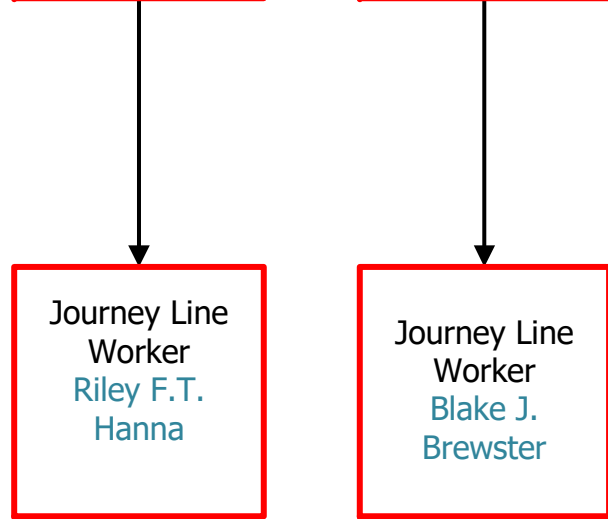 Journey Line
Worker
Riley F.T.
Hanna
Journey Line
Worker
Blake J.
Brewster